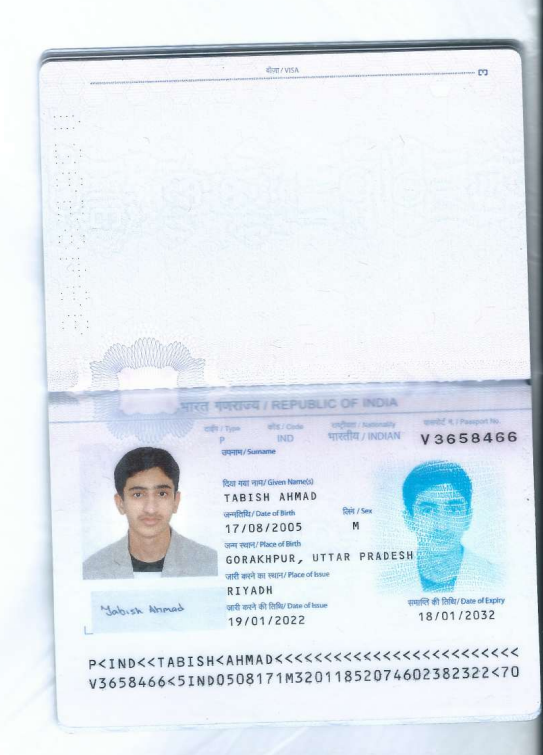 वीज़ा / VISA
3
भारत गणराज्य / REPUBLIC OF INDIA
टाईप / Type
कोड / Code
राष्ट्रीयता / Nationality
पासपोर्ट नं. / Passport No.
P
IND
भारतीय / INDIAN
V3658466
उपनाम / Surname
दिया गया नाम / Given Name(s)
TABISH AHMAD
जन्मतिथि / Date of Birth
लिंग / Sex
17/08/2005
M
जन्म स्थान / Place of Birth
GORAKHPUR, UTTAR PRADESH
जारी करने का स्थान / Place of Issue
RIYADH
Tabish Ahmad
जारी करने की तिथि / Date of Issue
समाप्ति की तिथि / Date of Expiry
19/01/2022
18/01/2032
P<IND<<TABISH<AHMAD<<<<<<<<<<<<<<<<<<<<<<<<<
V3658466<5IND0508171M32011852074602382322<70